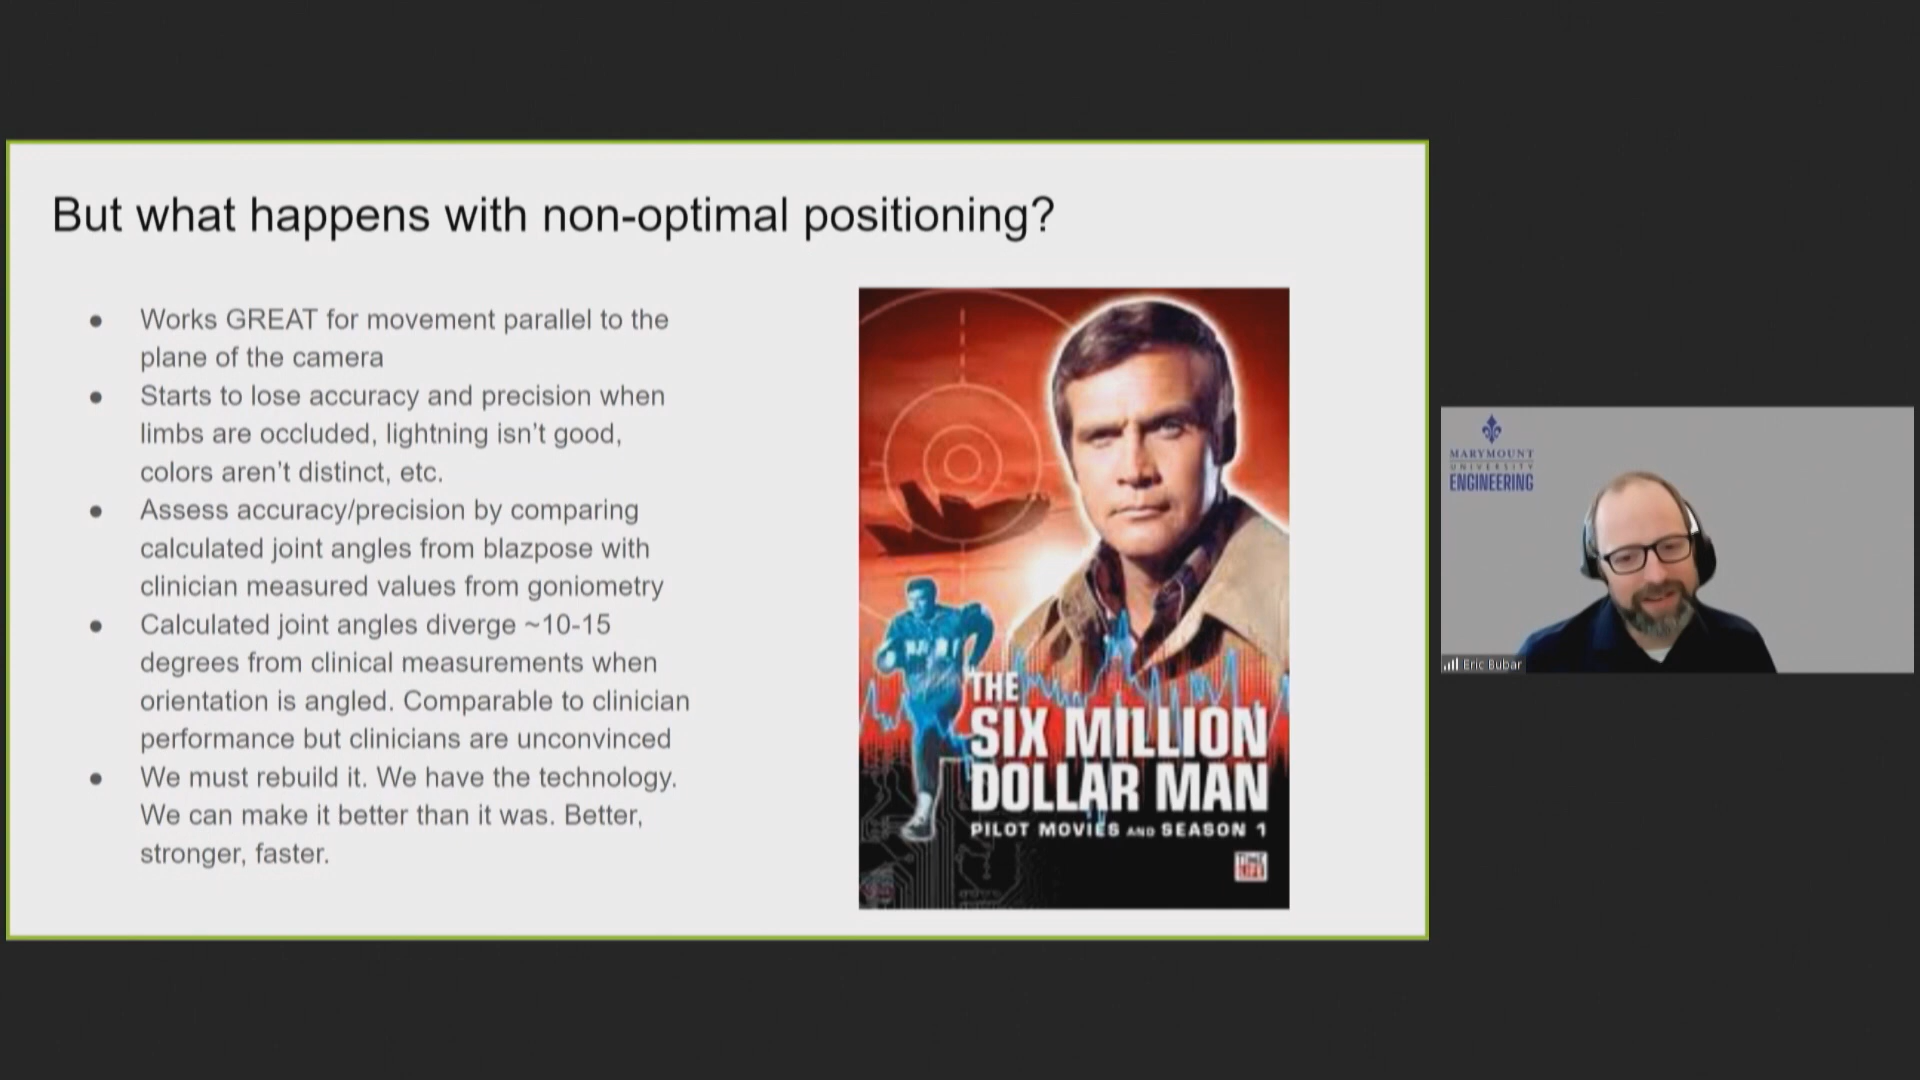 But what happens with non-optimal positioning?
● Works GREAT for movement parallel to the
plane of the camera
● Starts to lose accuracy and precision when
limbs are occluded, lightning isn't good,
colors aren't distinct, etc.
● Assess accuracy/precision by comparing
calculated joint angles from blazpose with
clinician measured values from goniometry
● Calculated joint angles diverge ~10-15
degrees from clinical measurements when
orientation is angled. Comparable to clinician
performance but clinicians are unconvinced
● We must rebuild it. We have the technology.
We can make it better than it was. Better,
stronger, faster.
THE
SIX MILLION
DOLLAR MAN
PILOT MOVIES AND SEASON 1
TIME
LIFE
MARYMOUNT
UNIVERSITY
ENGINEERING
Eric Bubar